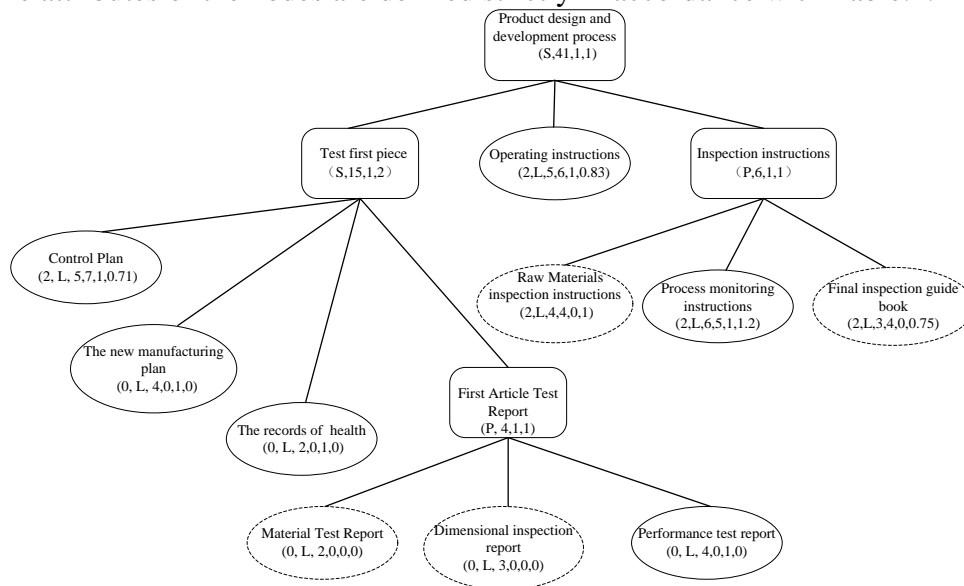 Product design and
development process
(S,41,1,1)
Test first piece
（S,15,1,2）
Operating instructions
(2,L,5,6,1,0.83)
Inspection instructions
（P,6,1,1）
Control Plan
(2, L, 5,7,1,0.71)
Raw Materials
inspection instructions
(2,L,4,4,0,1)
Process monitoring
instructions
(2,L,6,5,1,1.2)
Final inspection guide
book
(2,L,3,4,0,0.75)
The new manufacturing
plan
(0, L, 4,0,1,0)
The records of health
(0, L, 2,0,1,0)
First Article Test
Report
(P, 4,1,1)
Material Test Report
(0, L, 2,0,0,0)
Dimensional inspection
report
(0, L, 3,0,0,0)
Performance test report
(0, L, 4,0,1,0)